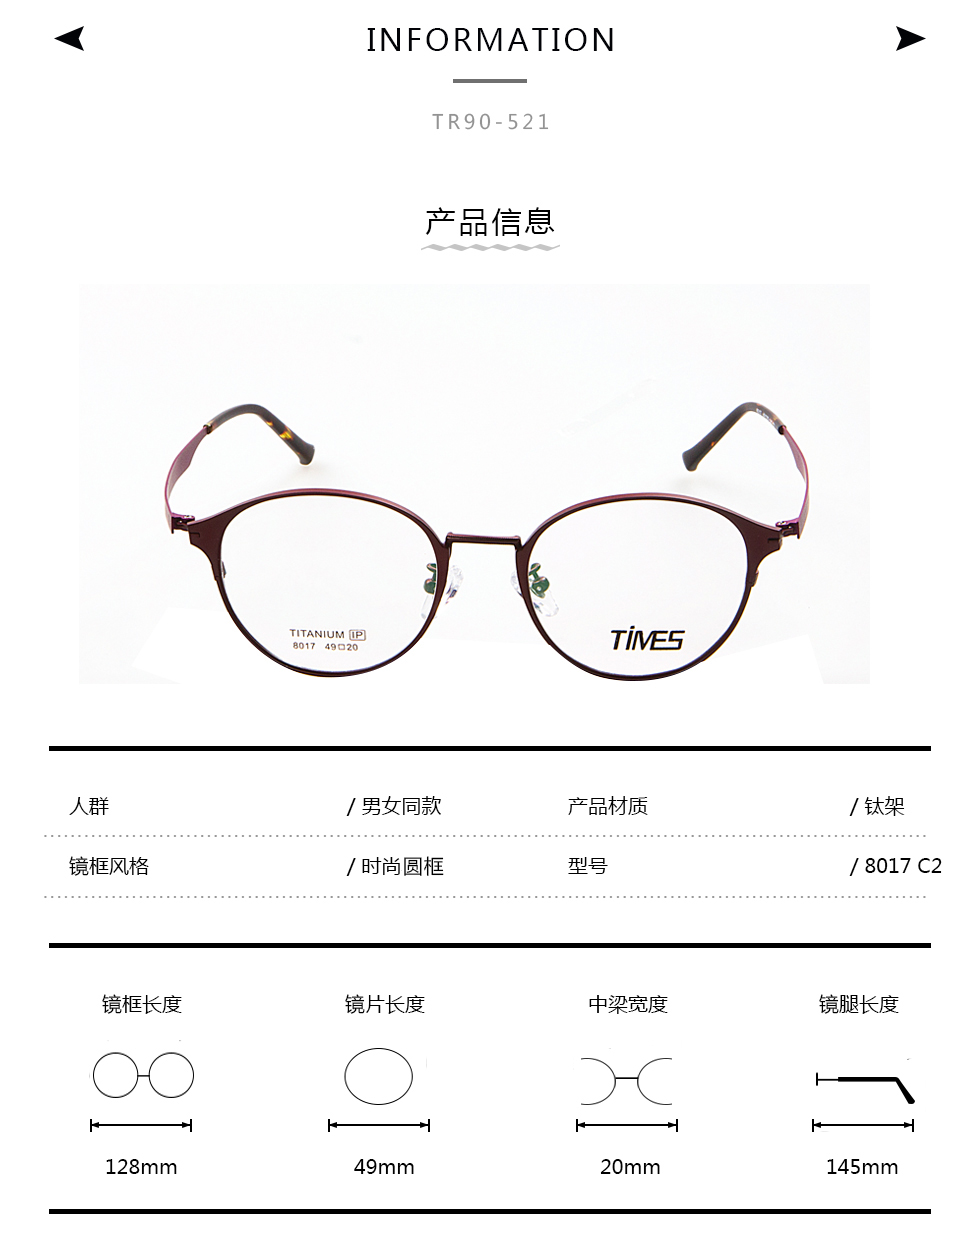 INFORMATION
TR90-521
产品信息
TITANIUM IP
8017 49□20
TIMES
人群 / 男女同款 产品材质 / 钛架
镜框风格 / 时尚圆框 型号 / 8017 C2
镜框长度 镜片长度 中梁宽度 镜腿长度
128mm 49mm 20mm 145mm